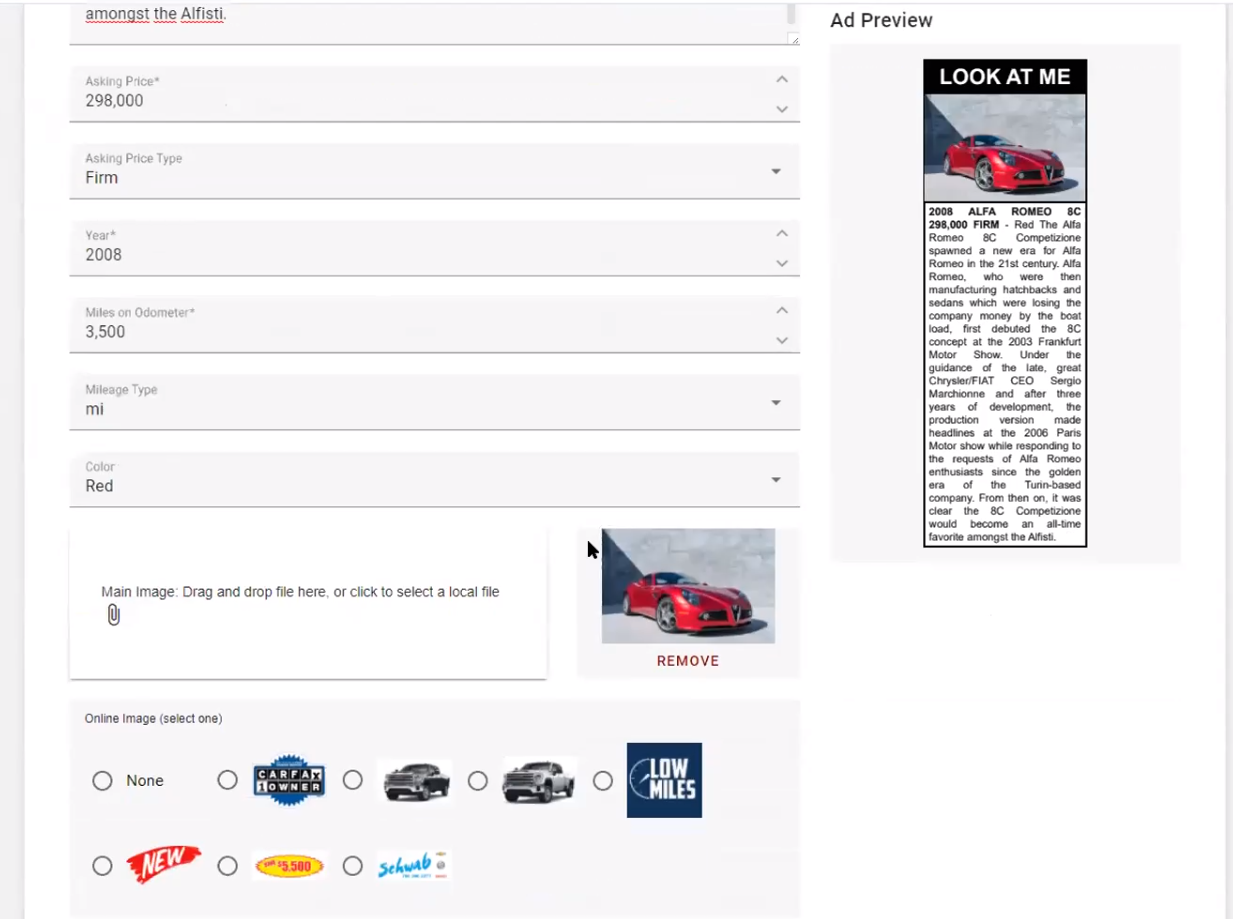 amongst the Alfisti.
Asking Price*
298,000
Asking Price Type
Firm
Year*
2008
Miles on Odometer*
3,500
Mileage Type
mi
Color
Red
Main Image: Drag and drop file here, or click to select a local file
REMOVE
Online Image (select one)
None
CARFAX
1 OWNER
LOW
MILES
NEW
$5,500
Schwab
Ad Preview
LOOK AT ME
2008 ALFA ROMEO 8C
298,000 FIRM - Red The Alfa
Romeo 8C Competizione
spawned a new era for Alfa
Romeo in the 21st century. Alfa
Romeo, who were then
manufacturing hatchbacks and
sedans which were losing the
company money by the boat
load, first debuted the 8C
concept at the 2003 Frankfurt
Motor Show. Under the
guidance of the late, great
Chrysler/FIAT CEO Sergio
Marchionne and after three
years of development, the
production version made
headlines at the 2006 Paris
Motor show while responding to
the requests of Alfa Romeo
enthusiasts since the golden
era of the Turin-based
company. From then on, it was
clear the 8C Competizione
would become an all-time
favorite amongst the Alfisti.